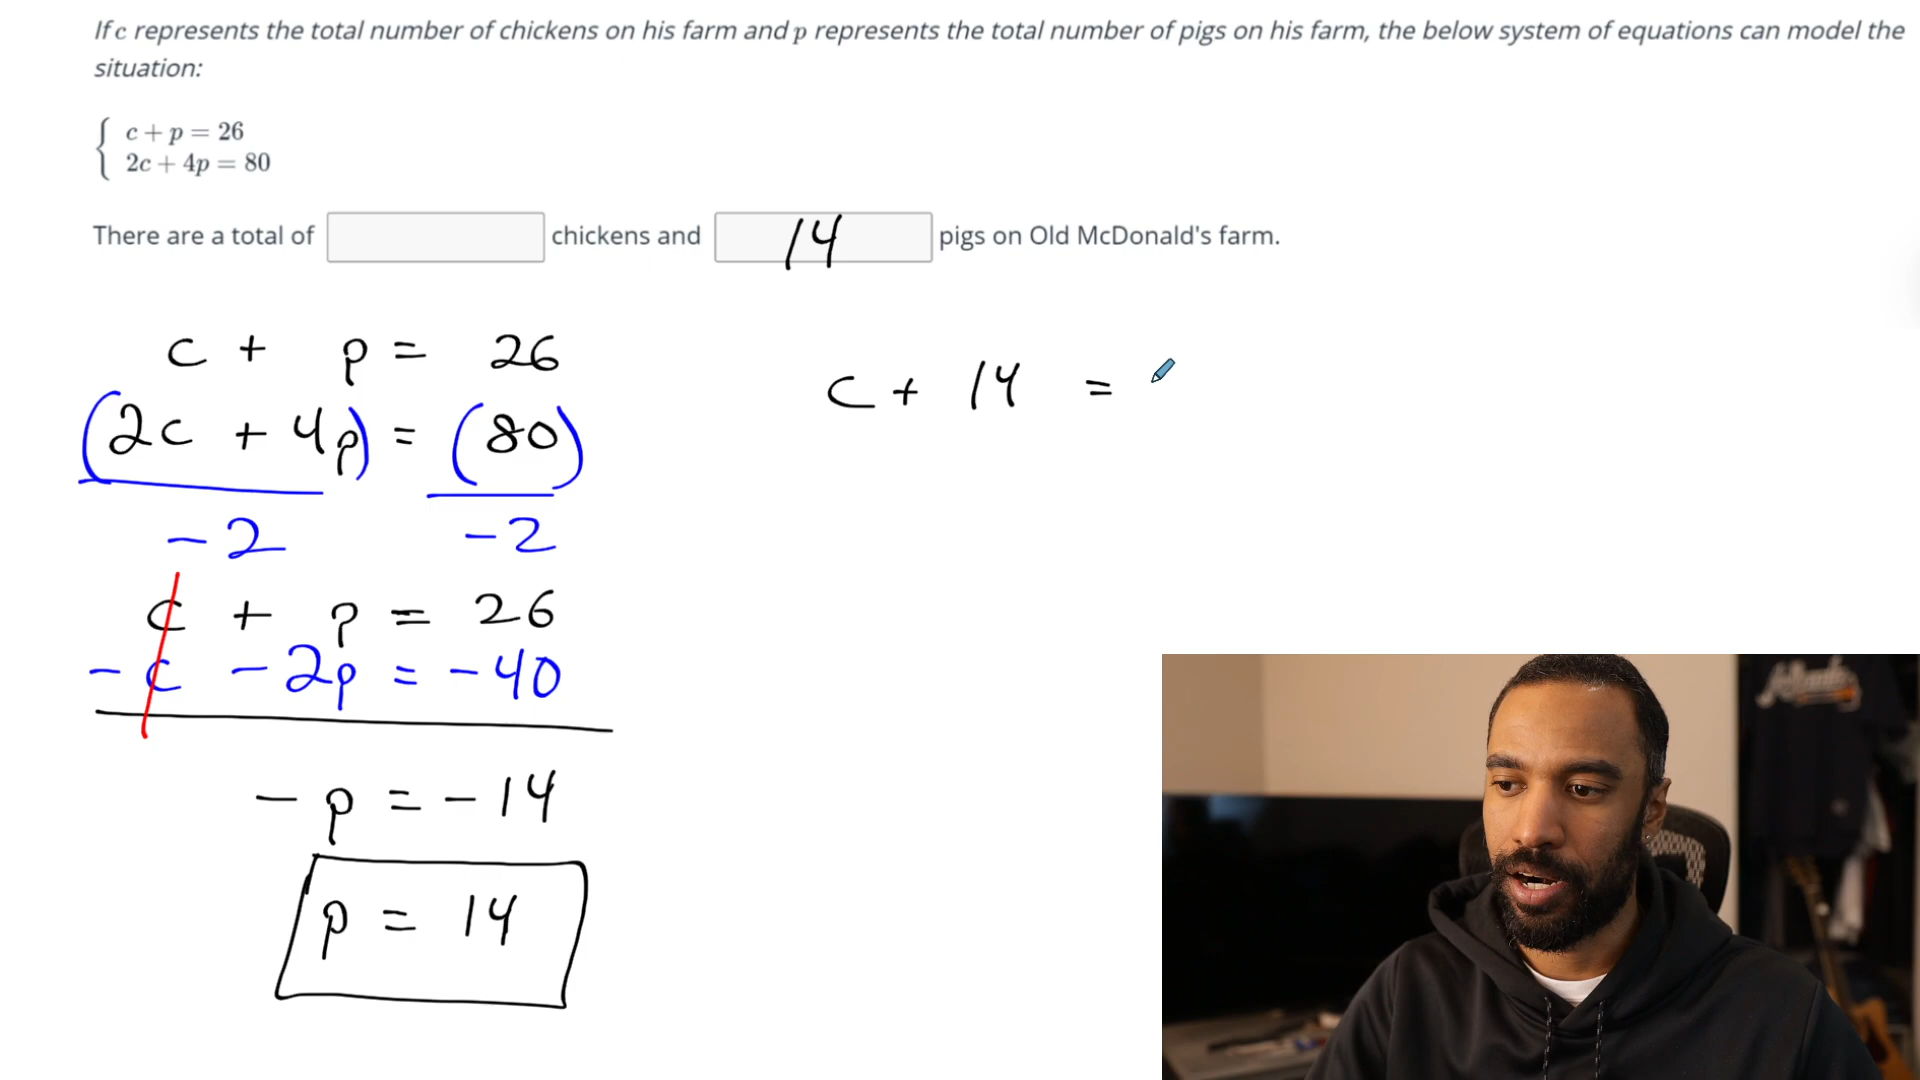 If c represents the total number of chickens on his farm and p represents the total number of pigs on his farm, the below system of equations can model the
situation:
c + p = 26
2c + 4p = 80
There are a total of chickens and 14 pigs on Old McDonald's farm.
c + p = 26
(2c + 4p) = (80)
-2 -2
c + p = 26
-c - 2p = -40
-p = -14
p = 14
c + 14 =